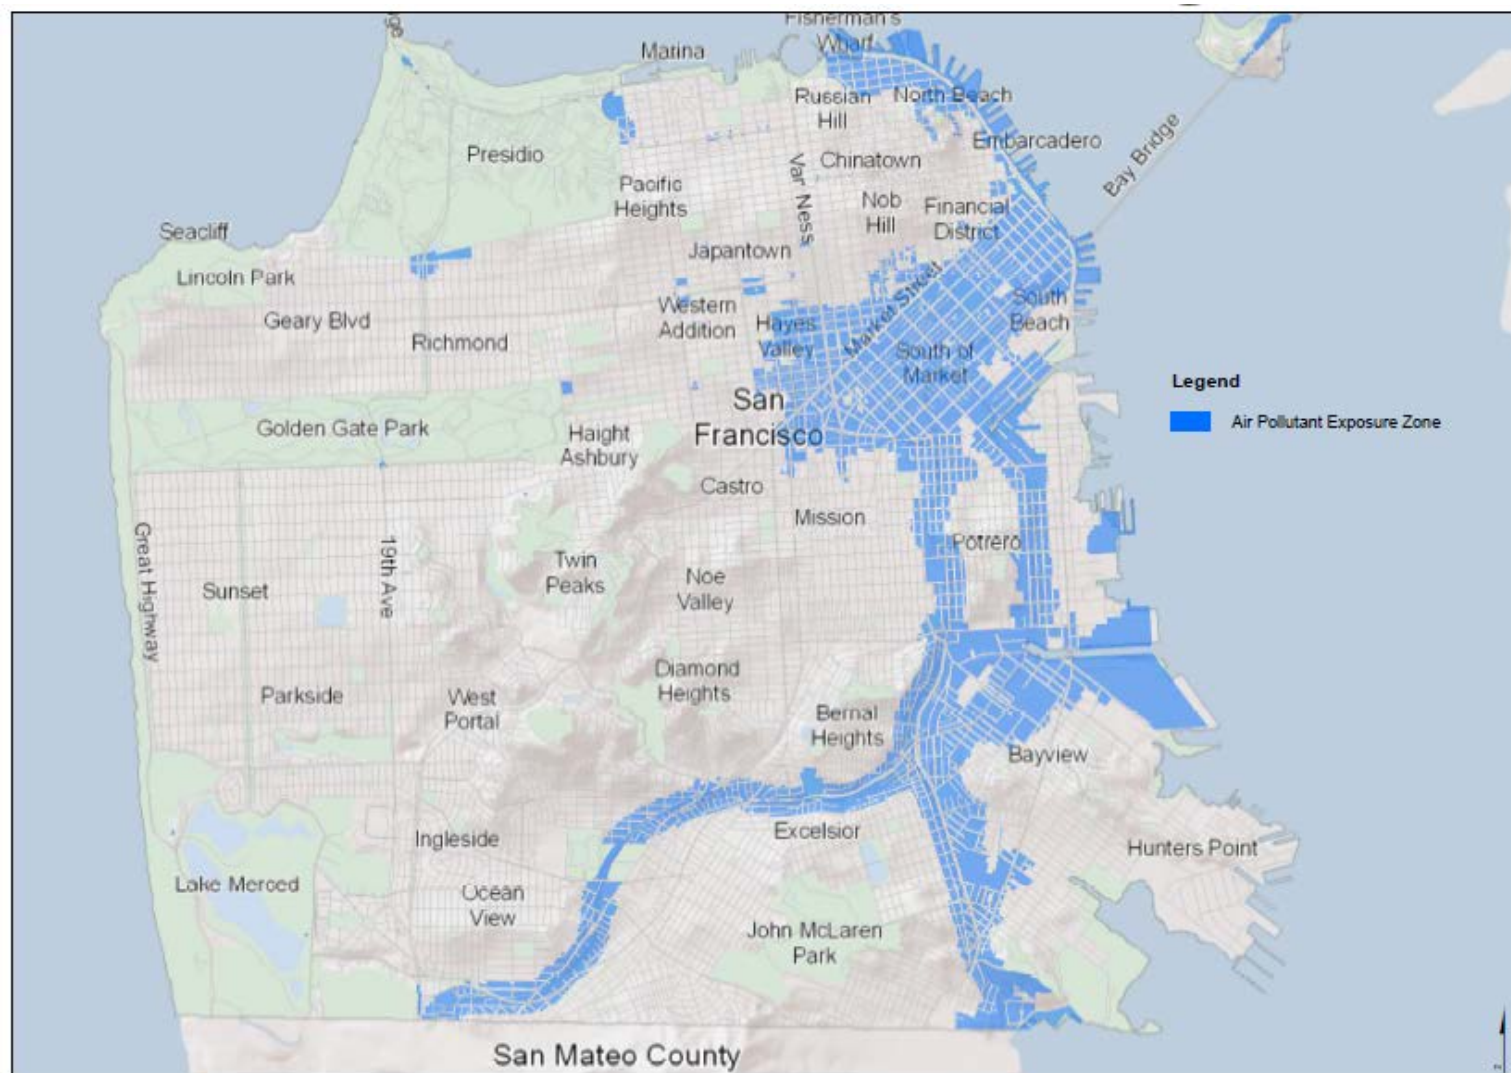 Fisherman's
Wharf
Marina
Russian
Hill
North Beach
Embarcadero
Bay Bridge
Presidio
Chinatown
Pacific
Heights
Var Ness
Nob
Hill
Financial
District
Seacliff
Lincoln Park
Japantown
Geary Blvd
Richmond
Western
Addition
Hayes
Valley
Market Street
South
Beach
South of
Market
Legend
Air Pollutant Exposure Zone
San
Francisco
Golden Gate Park
Haight
Ashbury
Castro
Mission
Potrero
Great Highway
19th Ave
Sunset
Twin
Peaks
Noe
Valley
Diamond
Heights
Parkside
West
Portal
Bernal
Heights
Bayview
Ingleside
Excelsior
Hunters Point
Lake Merced
Ocean
View
John McLaren
Park
San Mateo County